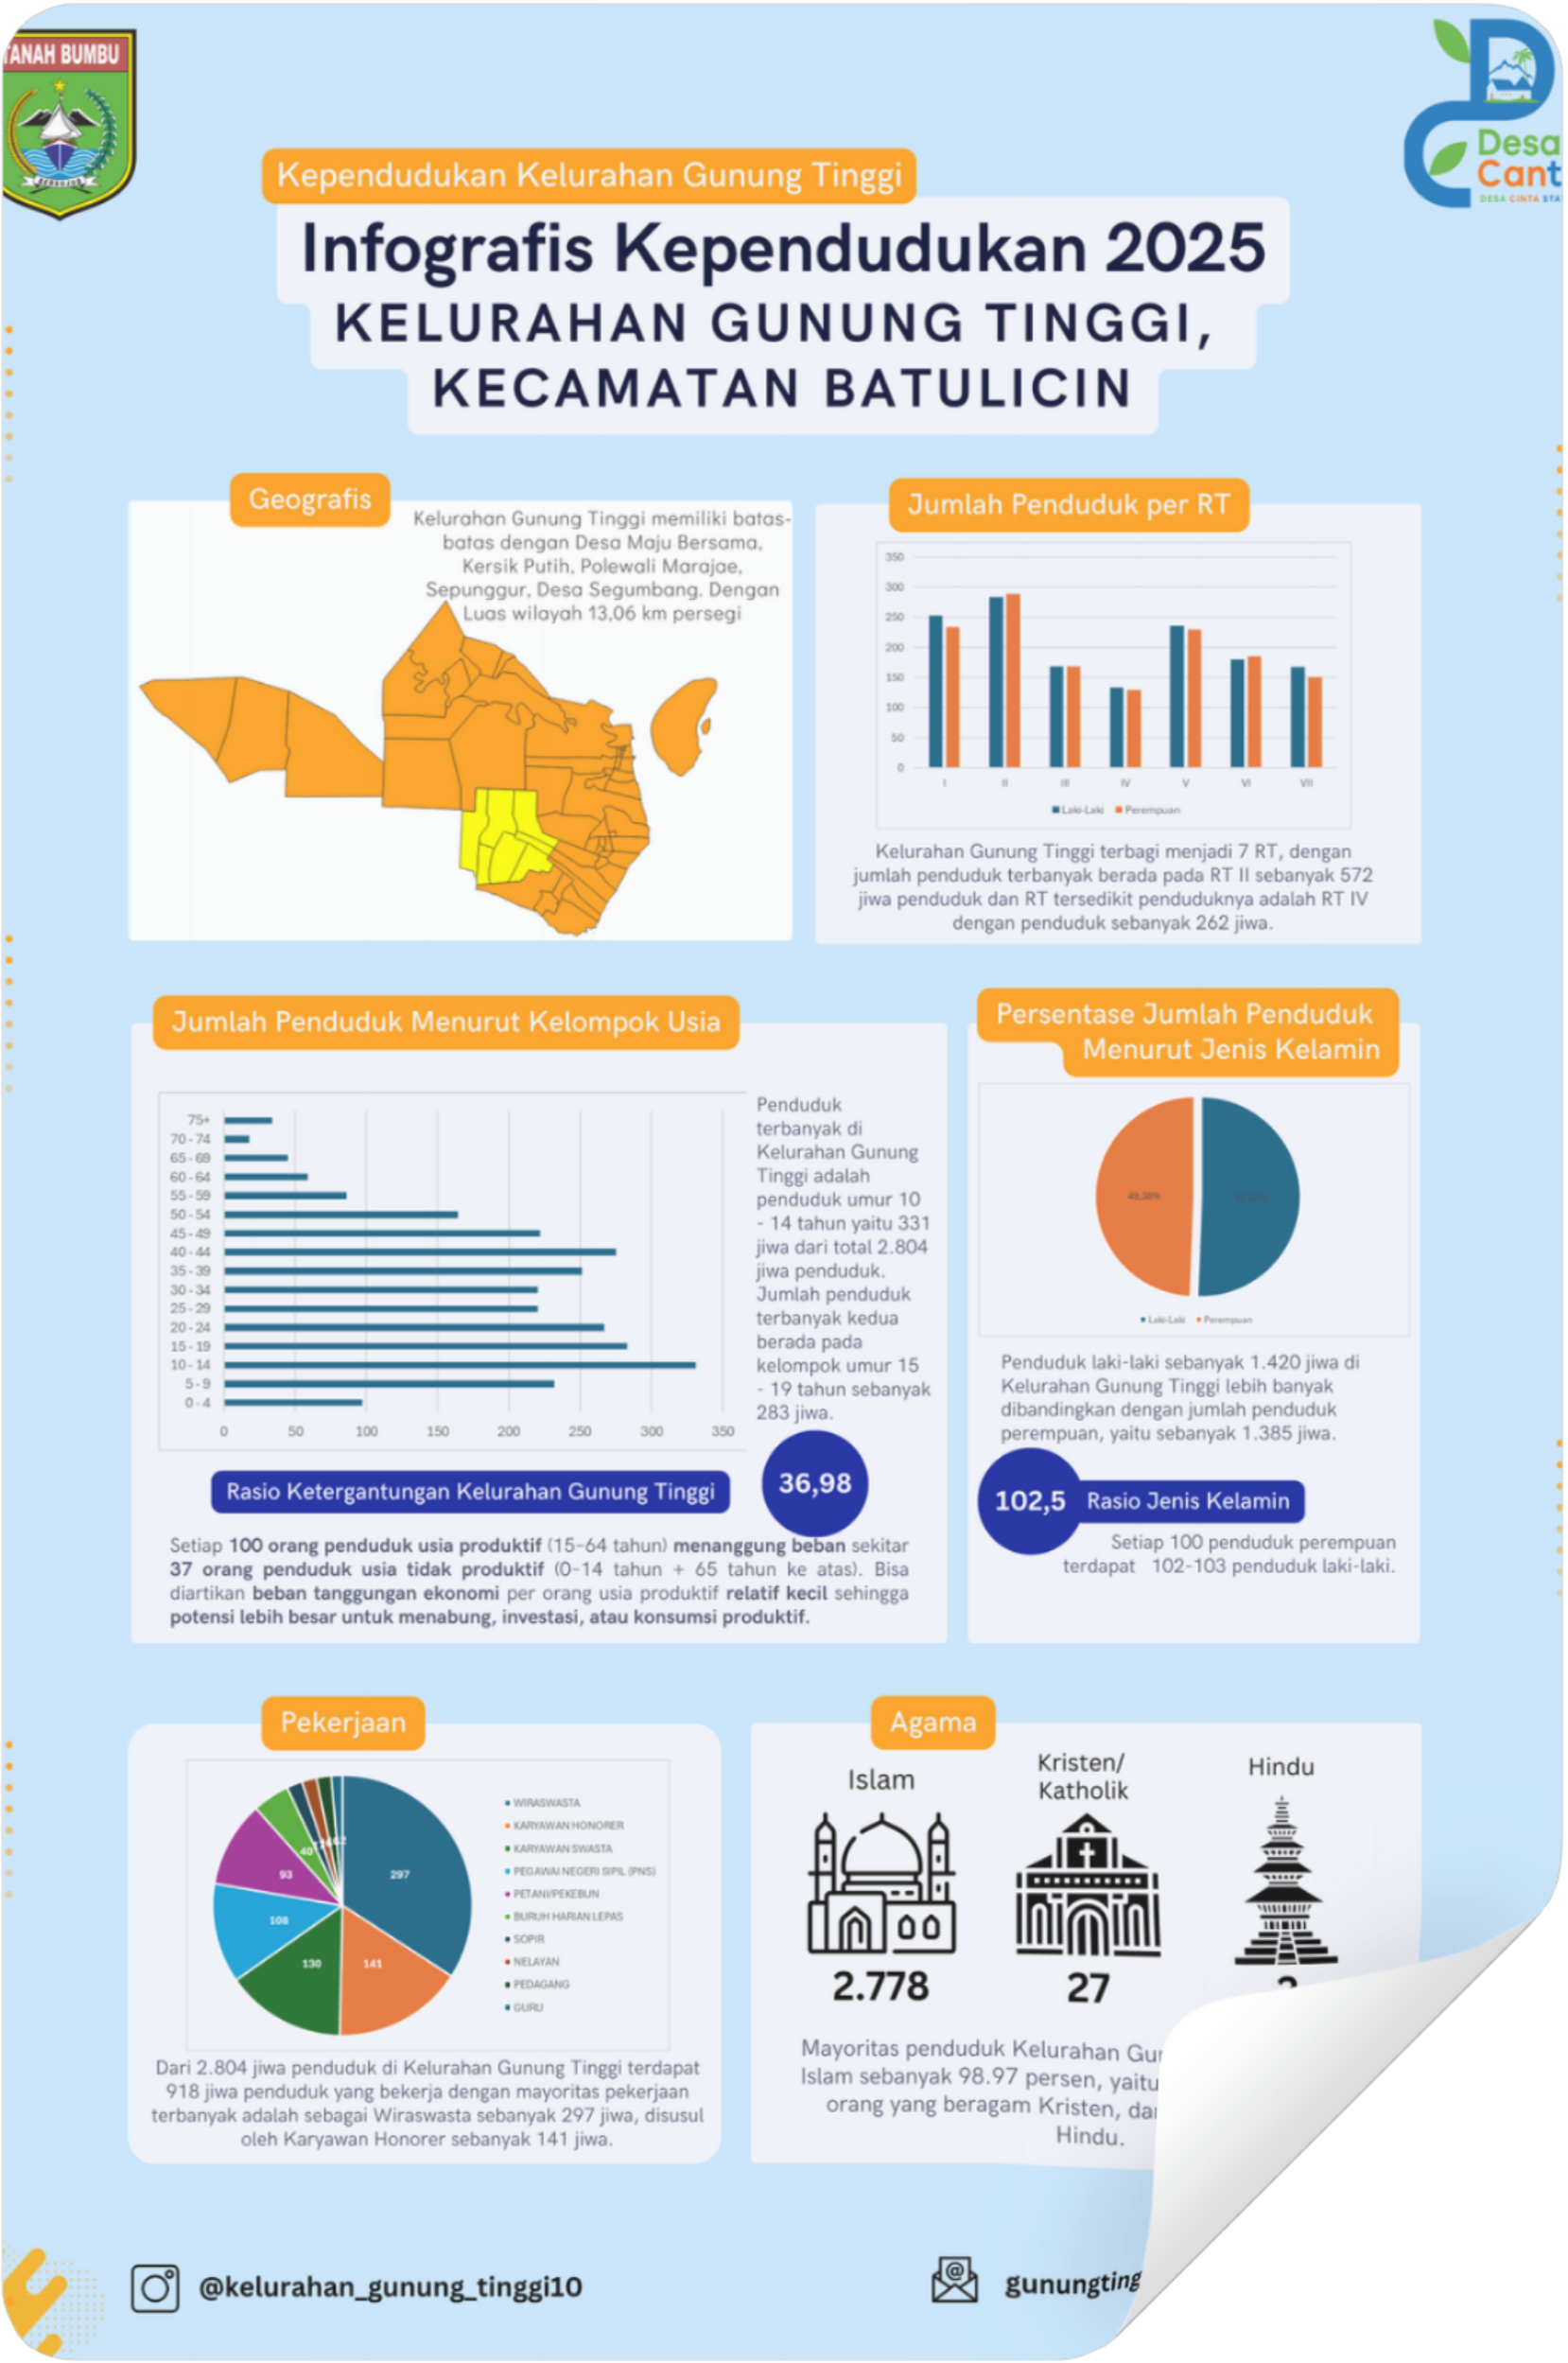 TANAH BUMBU
BERSUJUD
Desa
Cant
DESA CINTA STA
Kependudukan Kelurahan Gunung Tinggi
Infografis Kependudukan 2025
KELURAHAN GUNUNG TINGGI,
KECAMATAN BATULICIN
Geografis
Kelurahan Gunung Tinggi memiliki batas-
batas dengan Desa Maju Bersama,
Kersik Putih, Polewali Marajae,
Sepunggur, Desa Segumbang. Dengan
Luas wilayah 13,06 km persegi
Jumlah Penduduk per RT
350
300
250
200
150
100
50
0
I II III IV V VI VII
Laki-Laki Perempuan
Kelurahan Gunung Tinggi terbagi menjadi 7 RT, dengan
jumlah penduduk terbanyak berada pada RT II sebanyak 572
jiwa penduduk dan RT tersedikit penduduknya adalah RT IV
dengan penduduk sebanyak 262 jiwa.
Jumlah Penduduk Menurut Kelompok Usia
75+
70 - 74
65 - 69
60 - 64
55 - 59
50 - 54
45 - 49
40 - 44
35 - 39
30 - 34
25 - 29
20 - 24
15 - 19
10 - 14
5 - 9
0 - 4
0 50 100 150 200 250 300 350
Penduduk
terbanyak di
Kelurahan Gunung
Tinggi adalah
penduduk umur 10
- 14 tahun yaitu 331
jiwa dari total 2.804
jiwa penduduk.
Jumlah penduduk
terbanyak kedua
berada pada
kelompok umur 15
- 19 tahun sebanyak
283 jiwa.
Rasio Ketergantungan Kelurahan Gunung Tinggi
36,98
Setiap 100 orang penduduk usia produktif (15-64 tahun) menanggung beban sekitar
37 orang penduduk usia tidak produktif (0-14 tahun + 65 tahun ke atas). Bisa
diartikan beban tanggungan ekonomi per orang usia produktif relatif kecil sehingga
potensi lebih besar untuk menabung, investasi, atau konsumsi produktif.
Persentase Jumlah Penduduk
Menurut Jenis Kelamin
49,30%
Laki-Laki Perempuan
Penduduk laki-laki sebanyak 1.420 jiwa di
Kelurahan Gunung Tinggi lebih banyak
dibandingkan dengan jumlah penduduk
perempuan, yaitu sebanyak 1.385 jiwa.
102,5
Rasio Jenis Kelamin
Setiap 100 penduduk perempuan
terdapat 102-103 penduduk laki-laki.
Pekerjaan
297
141
130
108
93
40
WIRASWASTA
KARYAWAN HONORER
KARYAWAN SWASTA
PEGAWAI NEGERI SIPIL (PNS)
PETANI/PEKEBUN
BURUH HARIAN LEPAS
SOPIR
NELAYAN
PEDAGANG
GURU
Dari 2.804 jiwa penduduk di Kelurahan Gunung Tinggi terdapat
918 jiwa penduduk yang bekerja dengan mayoritas pekerjaan
terbanyak adalah sebagai Wiraswasta sebanyak 297 jiwa, disusul
oleh Karyawan Honorer sebanyak 141 jiwa.
Agama
Islam
2.778
Kristen/
Katholik
27
Hindu
Mayoritas penduduk Kelurahan Gun
Islam sebanyak 98.97 persen, yaitu
orang yang beragam Kristen, dan
Hindu.
@kelurahan_gunung_tinggi10
gunungting